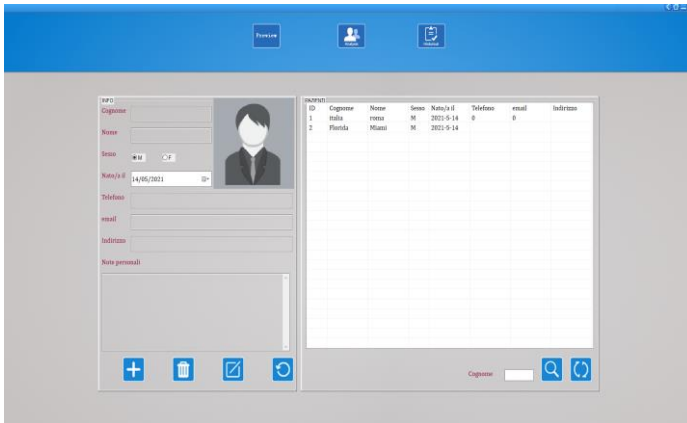 Preview
INFO
Cognome
Nome
Sesso M F
Nato/a il 14/05/2021
Telefono
email
Indirizzo
Note personali
PAZIENTI
ID Cognome Nome Sesso Nato/a il Telefono email Indirizzo
1 italia roma M 2021-5-14 0 0
2 Florida Miami M 2021-5-14
Cognome